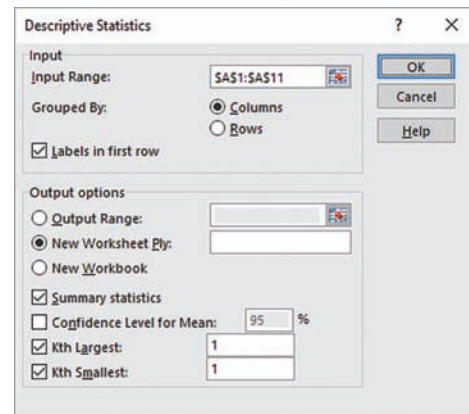 Descriptive Statistics ? ×
Input
Input Range: $A$1:$A$11
Grouped By: Columns
Rows
Labels in first row
OK
Cancel
Help
Output options
Output Range:
New Worksheet Ply:
New Workbook
Summary statistics
Confidence Level for Mean: 95 %
Kth Largest: 1
Kth Smallest: 1